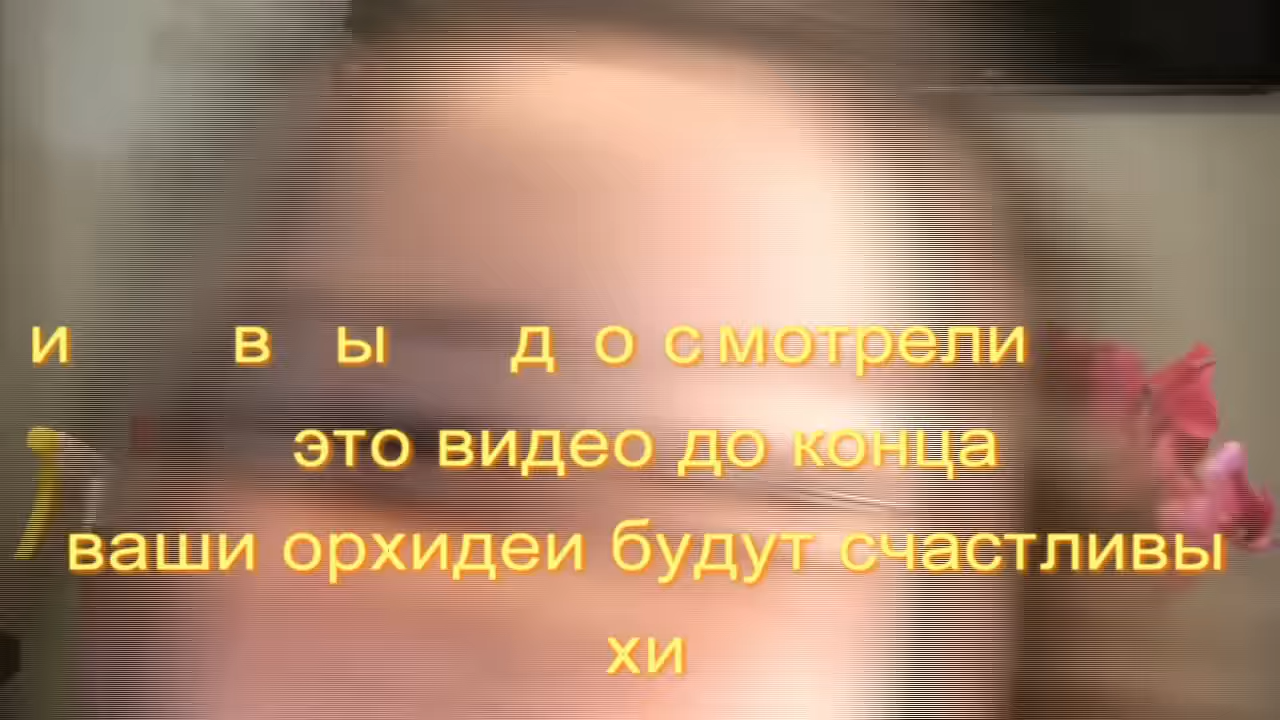 и вы досмотрели
это видео до конца
ваши орхидеи будут счастливы
хи